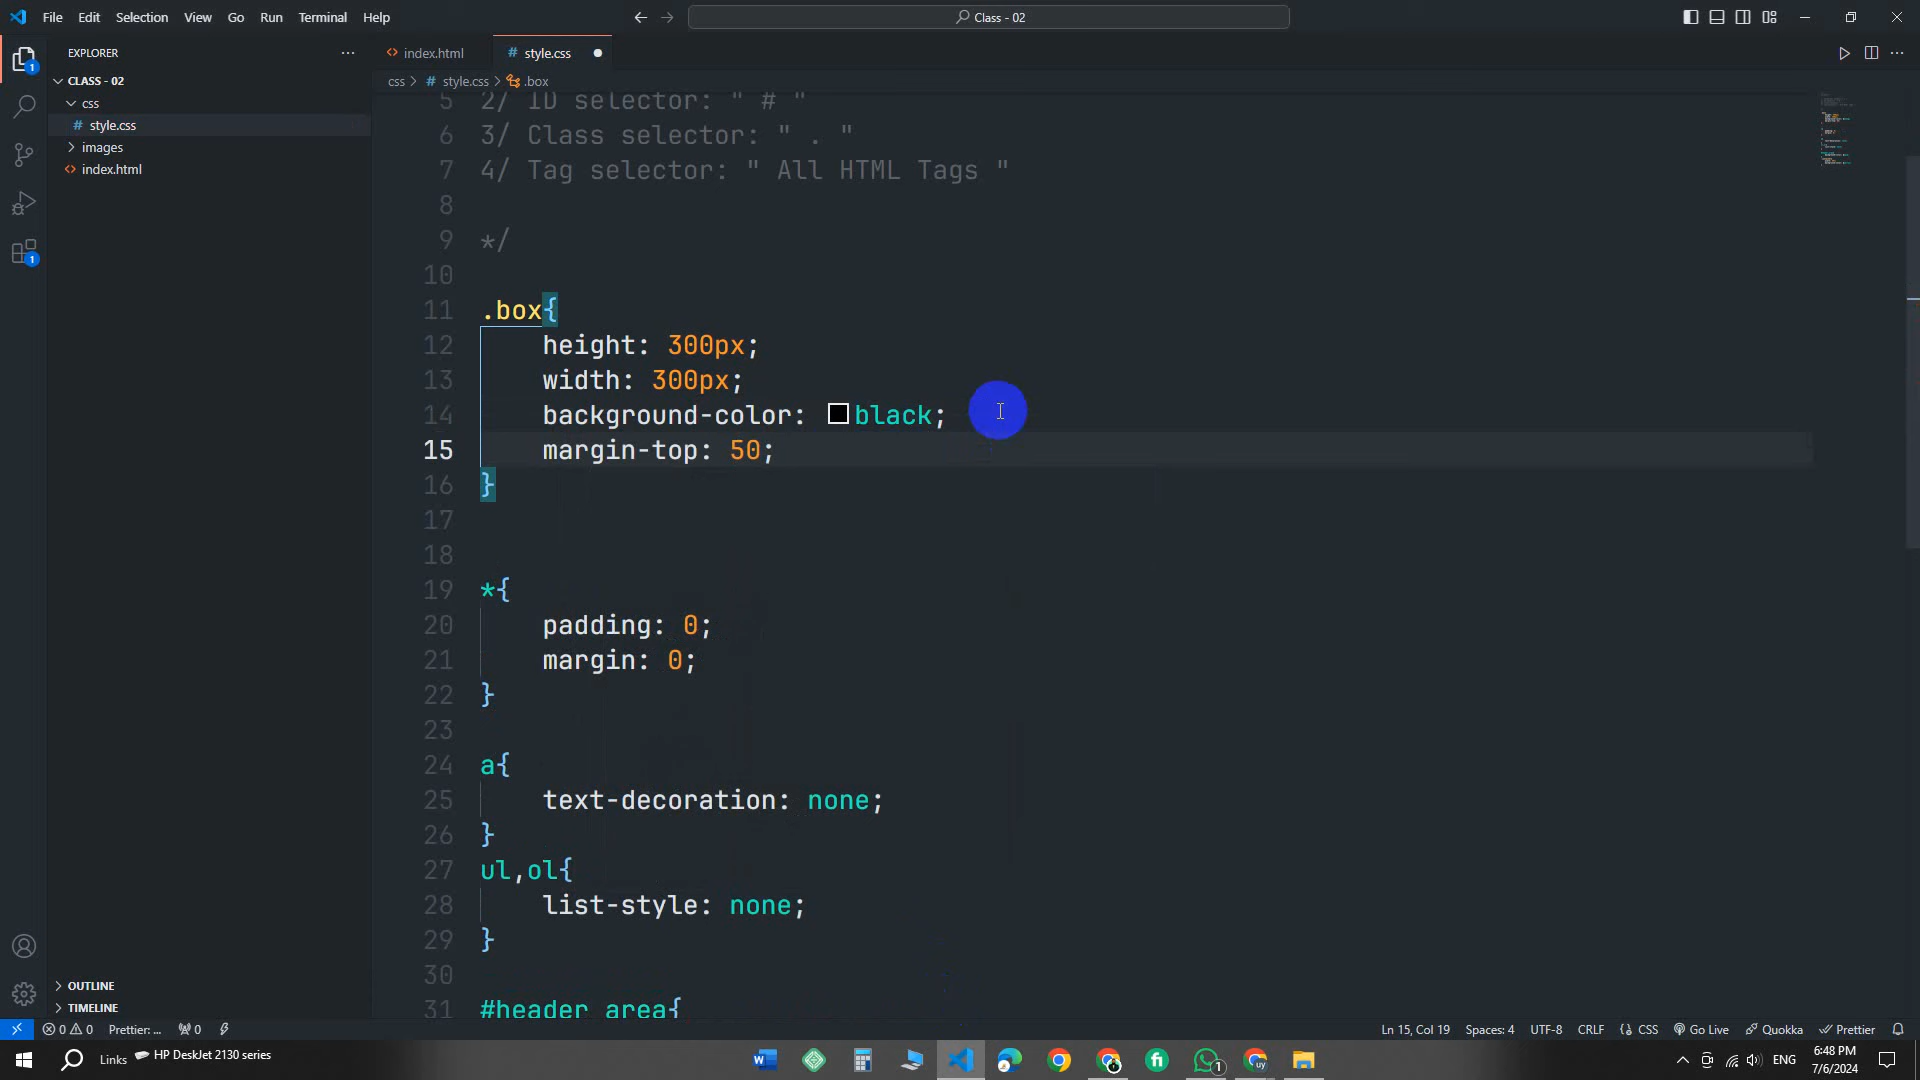 File Edit Selection View Go Run Terminal Help
Class - 02
EXPLORER
CLASS - 02
css
# style.css
images
<> index.html
OUTLINE
TIMELINE
1
1
<> index.html
# style.css
css > # style.css > .box
5 2/ ID selector: " # "
6 3/ Class selector: " . "
7 4/ Tag selector: " All HTML Tags "
8
9 */
10
11 .box{
12 height: 300px;
13 width: 300px;
14 background-color: black;
15 margin-top: 50;
16 }
17
18
19 *{
20 padding: 0;
21 margin: 0;
22 }
23
24 a{
25 text-decoration: none;
26 }
27 ul,ol{
28 list-style: none;
29 }
30
31 #header_area{
0 0 Prettier: ... 0
Ln 15, Col 19 Spaces: 4 UTF-8 CRLF CSS Go Live Quokka Prettier
Links HP DeskJet 2130 series
1
ENG
6:48 PM
7/6/2024